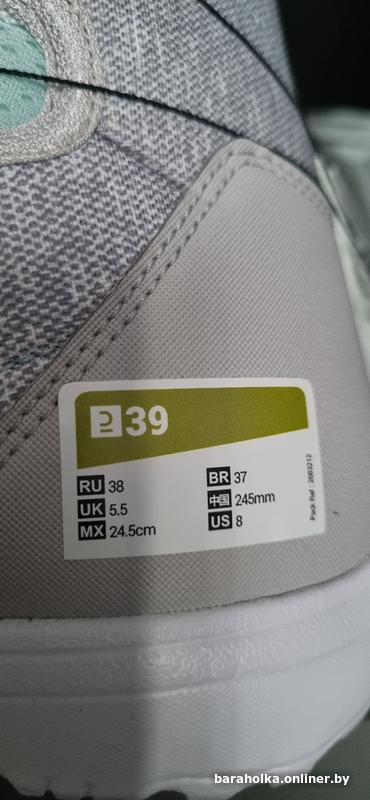 39
RU 38
UK 5.5
MX 24.5cm
BR 37
中国 245mm
US 8
Pack Ref : 2663212
baraholka.onliner.by